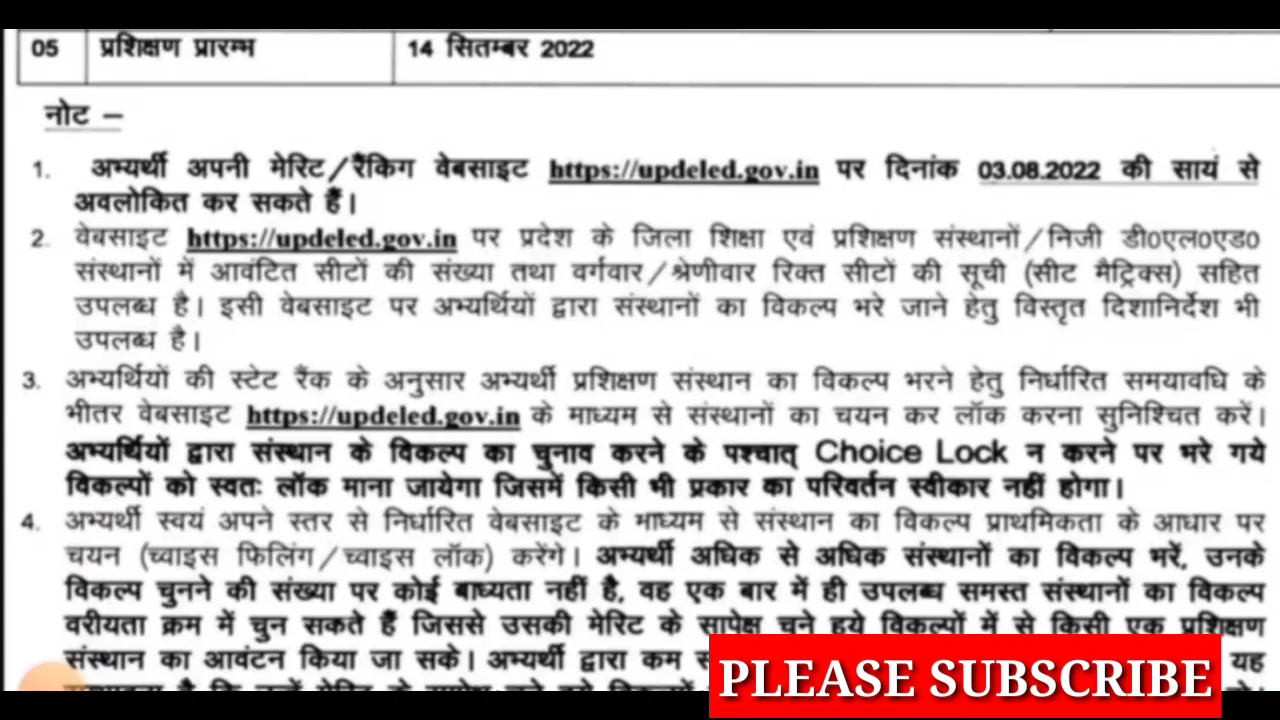 05 प्रशिक्षण प्रारम्भ 14 सितम्बर 2022
नोट –
1. अभ्यर्थी अपनी मेरिट/रैंकिग वेबसाइट https://updeled.gov.in पर दिनांक 03.08.2022 की सायं से
अवलोकित कर सकते हैं।
2. वेबसाइट https://updeled.gov.in पर प्रदेश के जिला शिक्षा एवं प्रशिक्षण संस्थानों/निजी डी0एल0एड0
संस्थानों में आवंटित सीटों की संख्या तथा वर्गवार/श्रेणीवार रिक्त सीटों की सूची (सीट मैट्रिक्स) सहित
उपलब्ध है। इसी वेबसाइट पर अभ्यर्थियों द्वारा संस्थानों का विकल्प भरे जाने हेतु विस्तृत दिशानिर्देश भी
उपलब्ध है।
3. अभ्यर्थियों की स्टेट रैंक के अनुसार अभ्यर्थी प्रशिक्षण संस्थान का विकल्प भरने हेतु निर्धारित समयावधि के
भीतर वेबसाइट https://updeled.gov.in के माध्यम से संस्थानों का चयन कर लॉक करना सुनिश्चित करें।
अभ्यर्थियों द्वारा संस्थान के विकल्प का चुनाव करने के पश्चात् Choice Lock न करने पर भरे गये
विकल्पों को स्वतः लॉक माना जायेगा जिसमें किसी भी प्रकार का परिवर्तन स्वीकार नहीं होगा।
4. अभ्यर्थी स्वयं अपने स्तर से निर्धारित वेबसाइट के माध्यम से संस्थान का विकल्प प्राथमिकता के आधार पर
चयन (च्वाइस फिलिंग/च्वाइस लॉक) करेंगे। अभ्यर्थी अधिक से अधिक संस्थानों का विकल्प भरें, उनके
विकल्प चुनने की संख्या पर कोई बाध्यता नहीं है, वह एक बार में ही उपलब्ध समस्त संस्थानों का विकल्प
वरीयता क्रम में चुन सकते हैं जिससे उसकी मेरिट के सापेक्ष चुने हुये विकल्पों में से किसी एक प्रशिक्षण
संस्थान का आवंटन किया जा सके। अभ्यर्थी द्वारा कम यह
PLEASE SUBSCRIBE